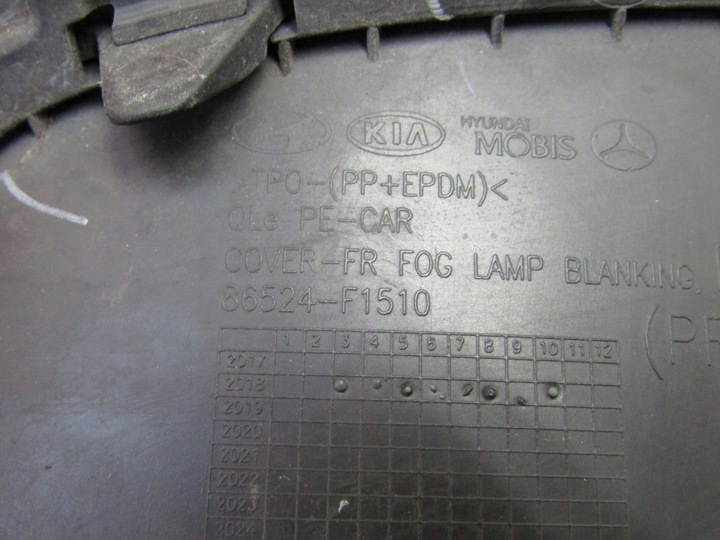 KIA HYUNDAI MOBIS
>TPO-(PP+EPDM)<
QLe PE-CAR
COVER-FR FOG LAMP BLANKING,
86524-F1510
(PR
1 2 3 4 5 6 7 8 9 10 11 12
2017
2018
2019
2020
2021
2022
2023
2024